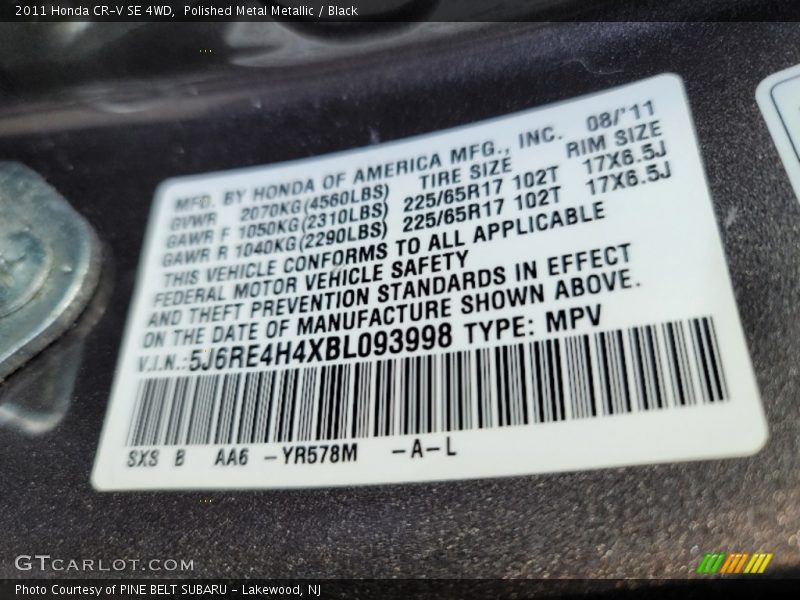 2011 Honda CR-V SE 4WD,  Polished Metal Metallic / Black
MFD. BY HONDA OF AMERICA MFG., INC. 08/'11
GVWR 2070KG(4560LBS) TIRE SIZE RIM SIZE
GAWR F 1050KG(2310LBS) 225/65R17 102T 17X6.5J
GAWR R 1040KG(2290LBS) 225/65R17 102T 17X6.5J
THIS VEHICLE CONFORMS TO ALL APPLICABLE
FEDERAL MOTOR VEHICLE SAFETY
AND THEFT PREVENTION STANDARDS IN EFFECT
ON THE DATE OF MANUFACTURE SHOWN ABOVE.
V.I.N.:5J6RE4H4XBL093998 TYPE: MPV
SXS B AA6 -YR578M -A-L
GTCARLOT.COM
Photo Courtesy of PINE BELT SUBARU - Lakewood, NJ